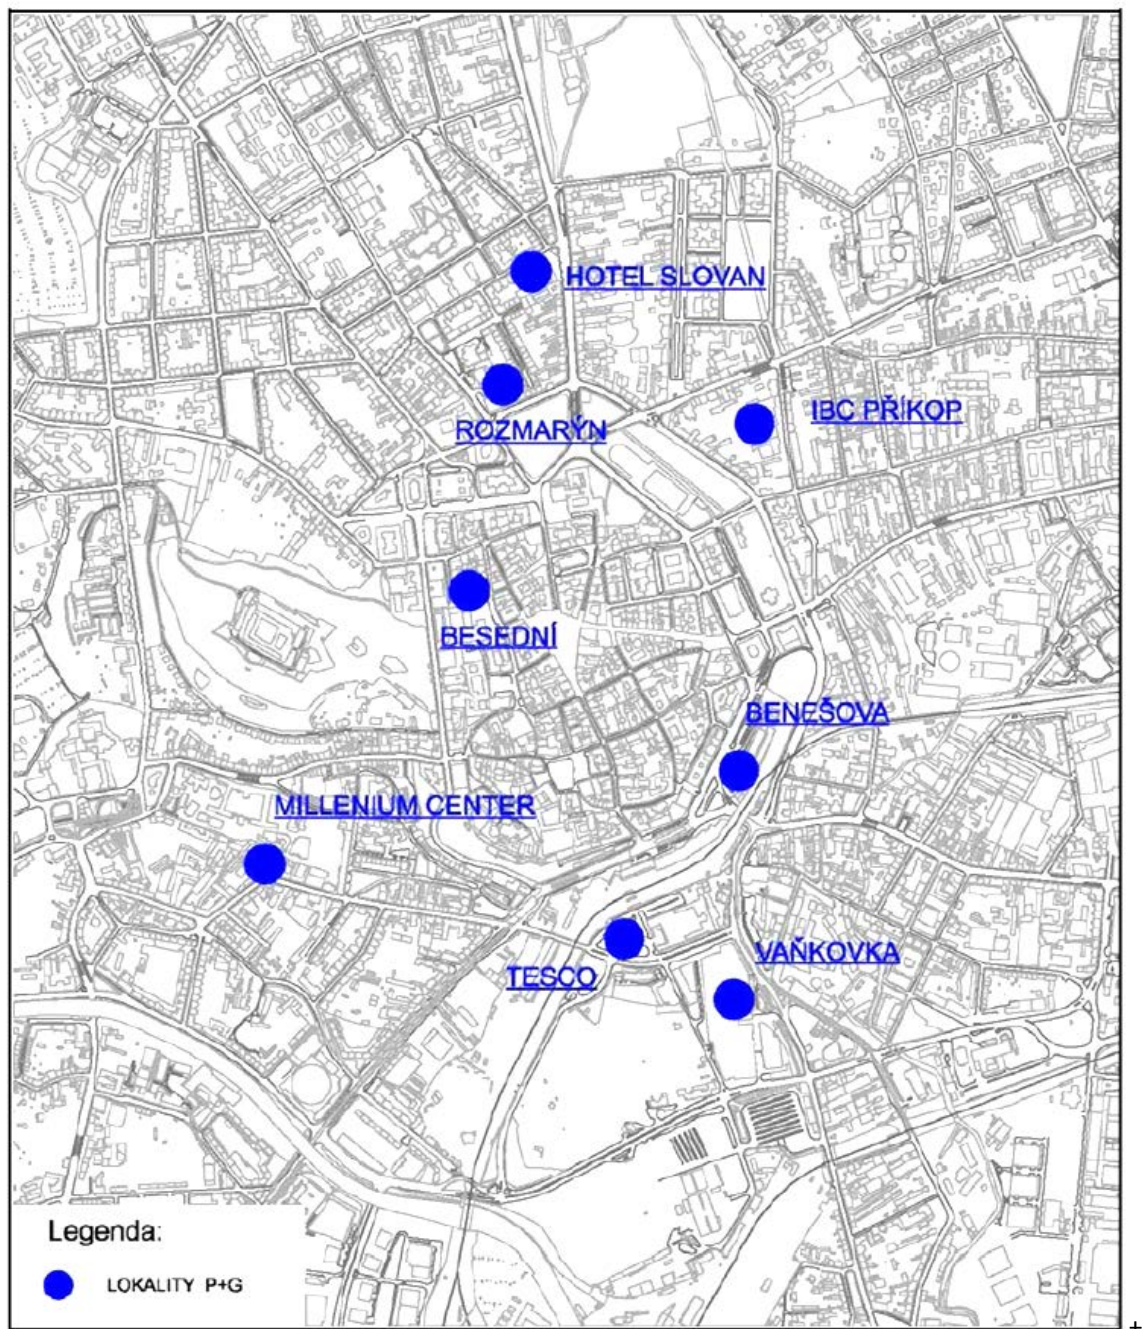 HOTEL SLOVAN
IBC PŘÍKOP
ROZMARÝN
BESEDNÍ
BENEŠOVA
MILLENIUM CENTER
VAŇKOVKA
TESCO
Legenda:
LOKALITY P+G